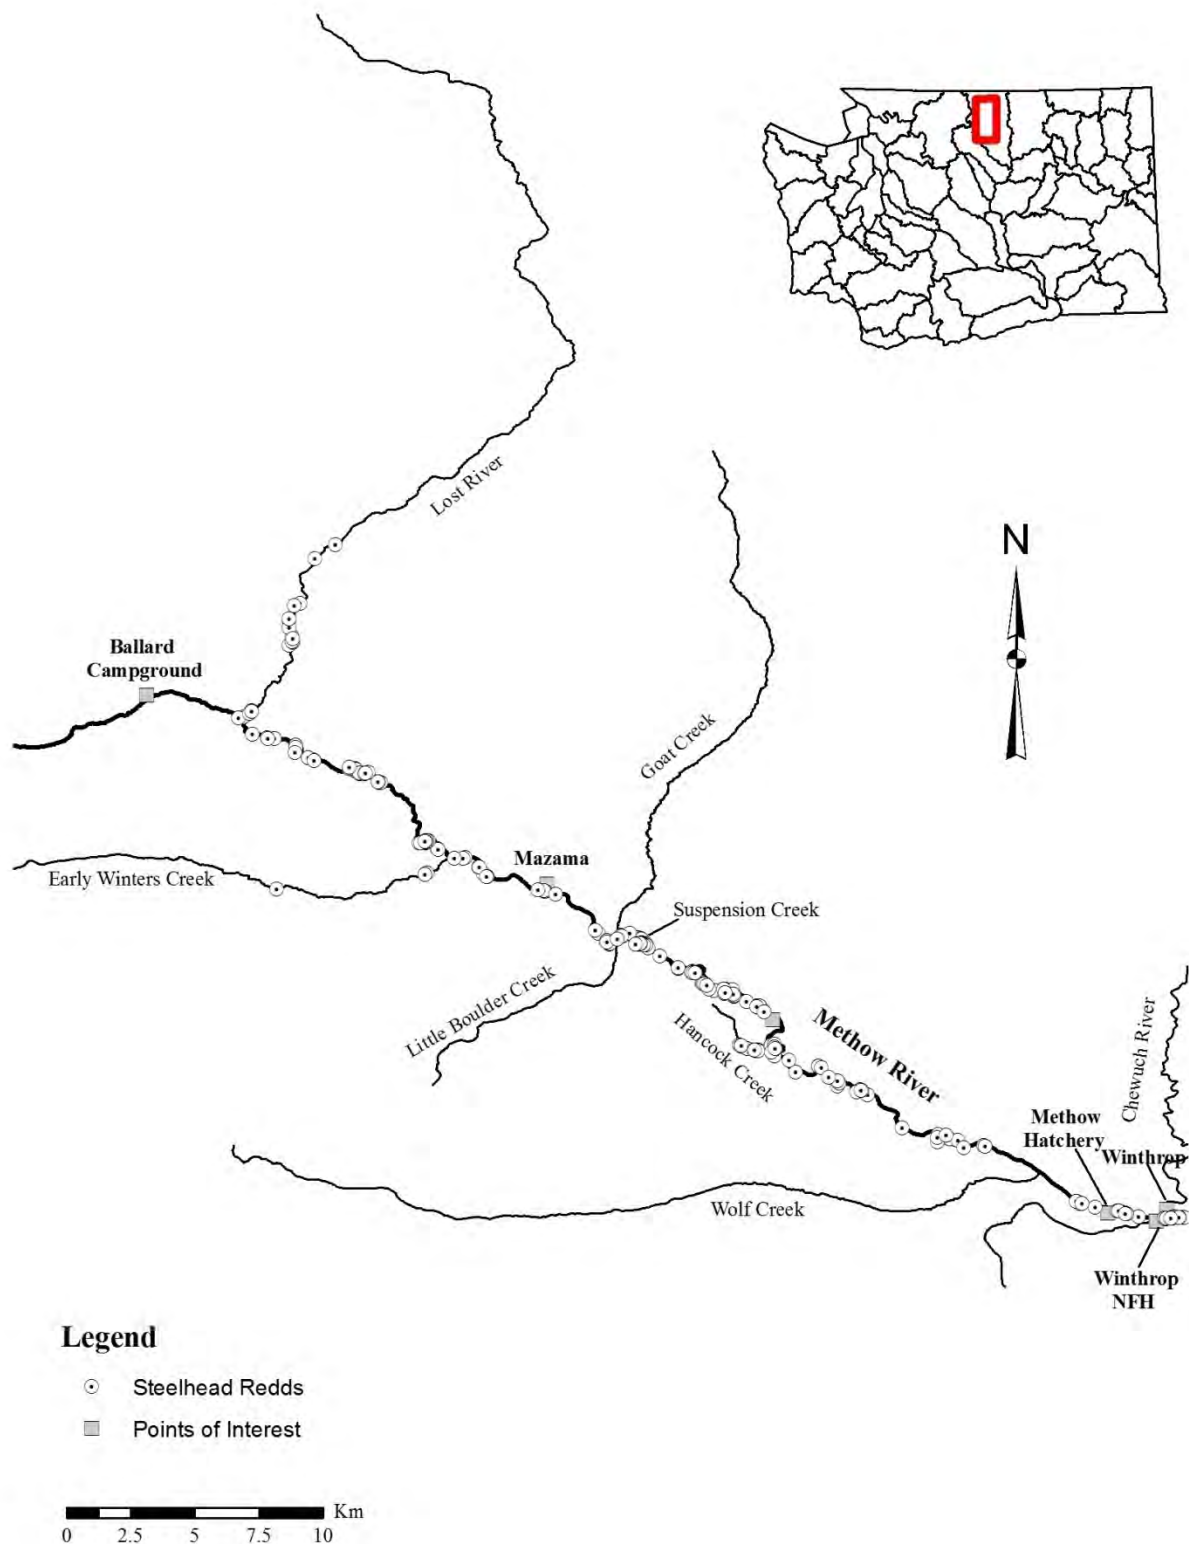 Lost River
N
Ballard
Campground
Goat Creek
Mazama
Early Winters Creek
Suspension Creek
Little Boulder Creek
Hancock Creek
Methow River
Chewuch River
Methow
Hatchery
Winthrop
Wolf Creek
Winthrop
NFH
Legend
Steelhead Redds
Points of Interest
Km
0 2.5 5 7.5 10